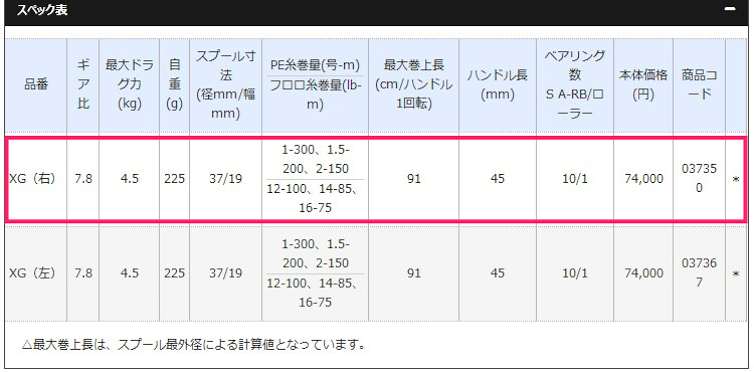 スペック表
品番
ギア比
最大ドラグ力(kg)
自重(g)
スプール寸法(径mm/幅mm)
PE糸巻量(号-m)
フロロ糸巻量(lb-m)
最大巻上長(cm/ハンドル1回転)
ハンドル長(mm)
ベアリング数 S A-RB/ローラー
本体価格(円)
商品コード
XG（右） 7.8 4.5 225 37/19 1-300、1.5-200、2-150 12-100、14-85、16-75 91 45 10/1 74,000 037350 *
XG（左） 7.8 4.5 225 37/19 1-300、1.5-200、2-150 12-100、14-85、16-75 91 45 10/1 74,000 037367 *
△最大巻上長は、スプール最外径による計算値となっています。